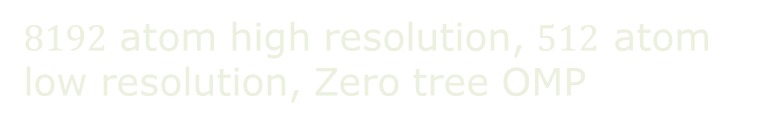 8192 atom high resolution, 512 atom
low resolution, Zero tree OMP